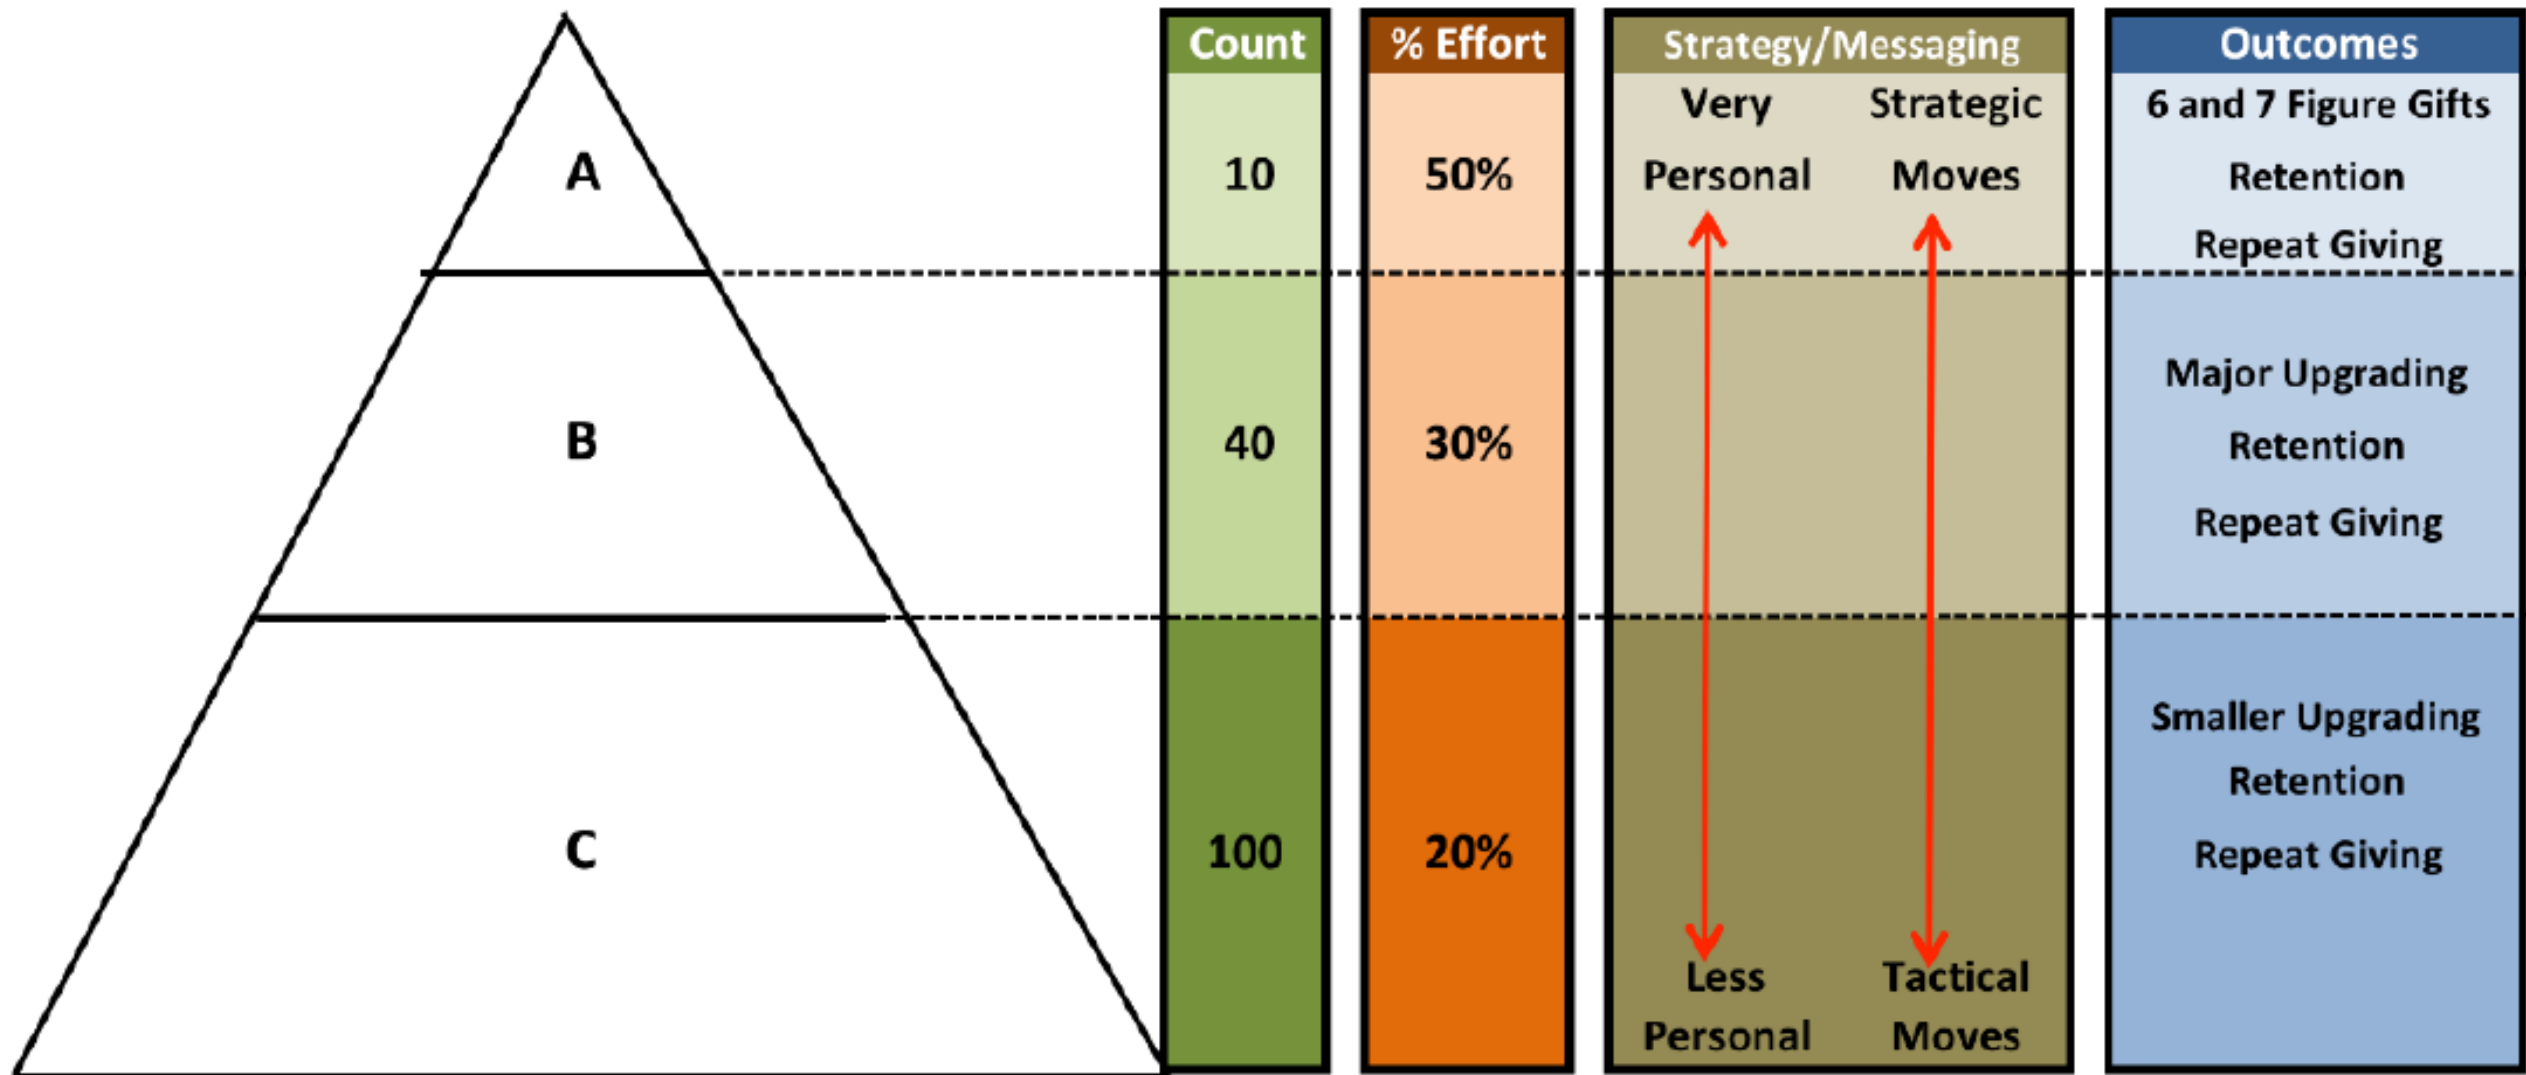 Count
% Effort
Strategy/Messaging
Outcomes
A
10
50%
Very
Personal
Strategic
Moves
6 and 7 Figure Gifts
Retention
Repeat Giving
B
40
30%
Major Upgrading
Retention
Repeat Giving
C
100
20%
Less
Personal
Tactical
Moves
Smaller Upgrading
Retention
Repeat Giving